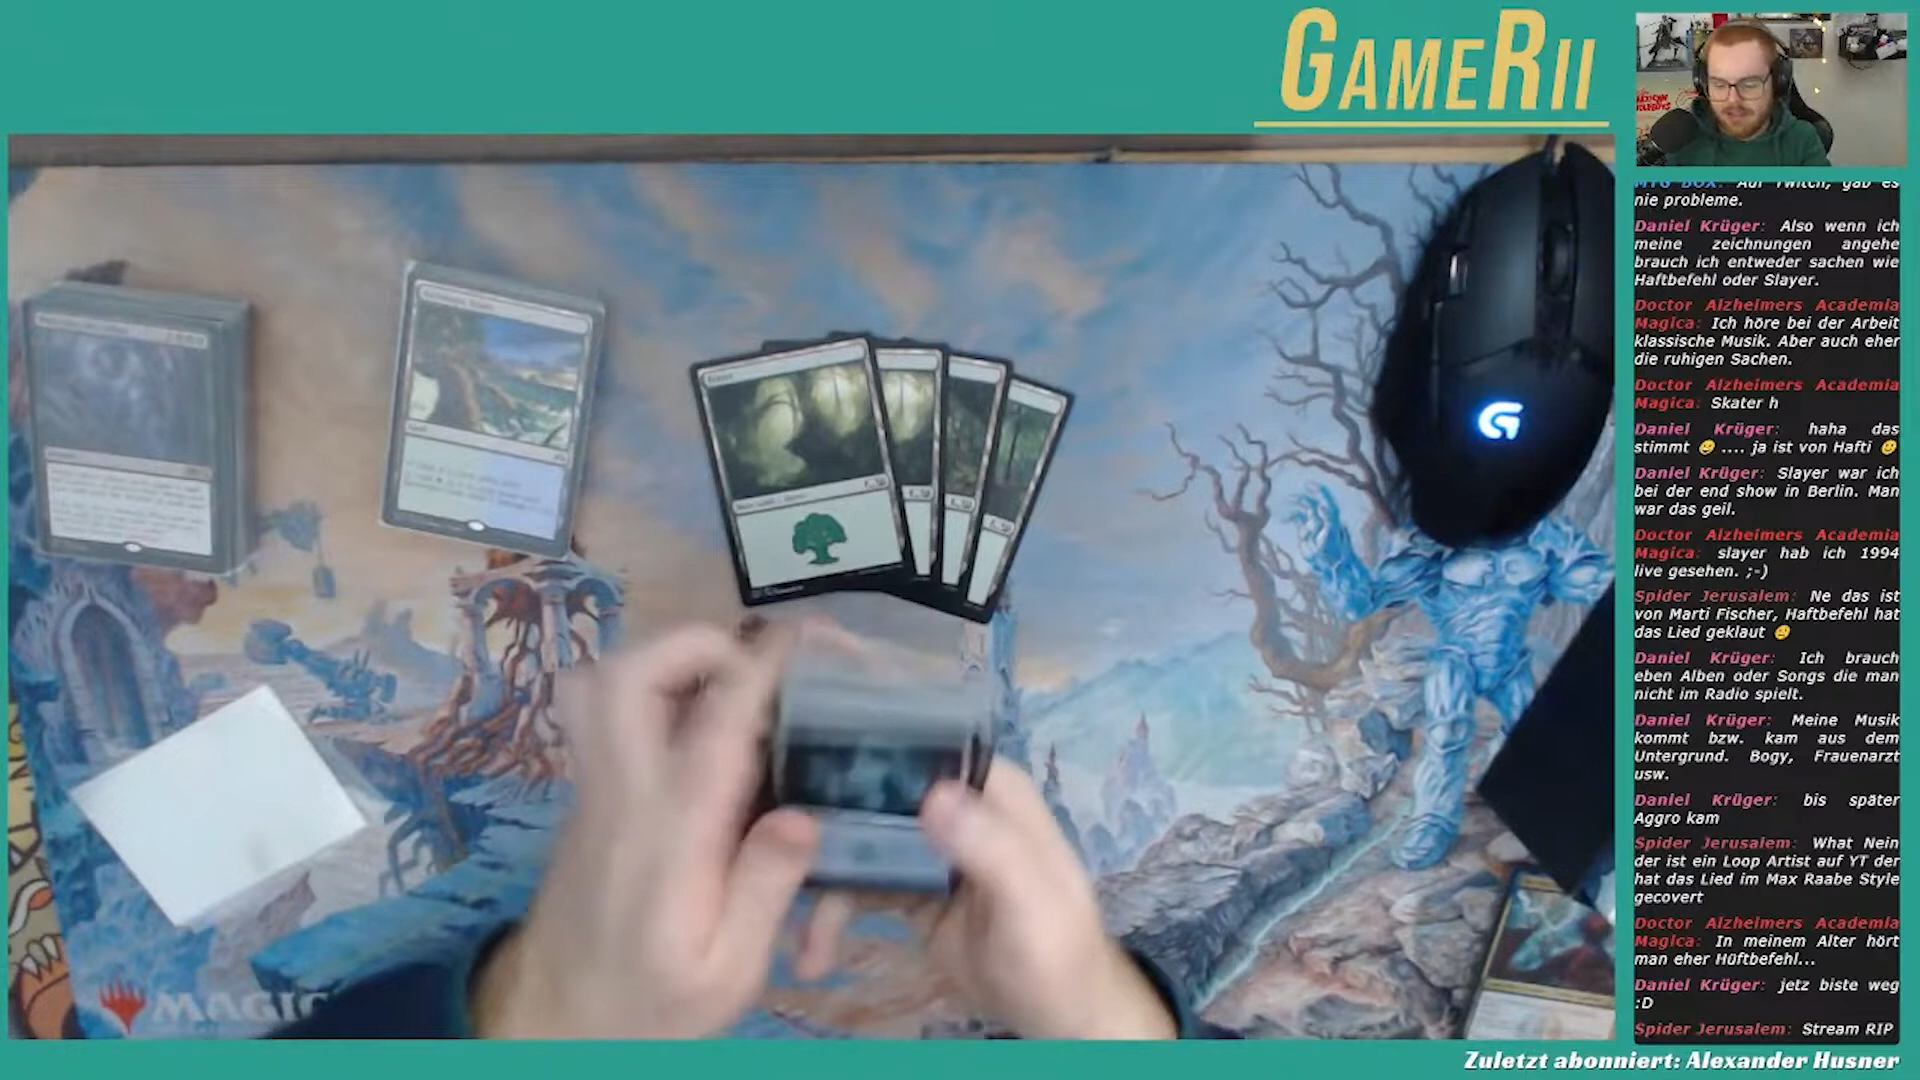 GAMERII
MTG BOX: Auf Twitch, gab es
nie probleme.
Daniel Krüger: Also wenn ich
meine zeichnungen angehe
brauch ich entweder sachen wie
Haftbefehl oder Slayer.
Doctor Alzheimers Academia
Magica: Ich höre bei der Arbeit
klassische Musik. Aber auch eher
die ruhigen Sachen.
Doctor Alzheimers Academia
Magica: Skater h
Daniel Krüger: haha das
stimmt .... ja ist von Hafti
Daniel Krüger: Slayer war ich
bei der end show in Berlin. Man
war das geil.
Doctor Alzheimers Academia
Magica: slayer hab ich 1994
live gesehen. ;-)
Spider Jerusalem: Ne das ist
von Marti Fischer, Haftbefehl hat
das Lied geklaut
Daniel Krüger: Ich brauch
eben Alben oder Songs die man
nicht im Radio spielt.
Daniel Krüger: Meine Musik
kommt bzw. kam aus dem
Untergrund. Bogy, Frauenarzt
usw.
Daniel Krüger: bis später
Aggro kam
Spider Jerusalem: What Nein
der ist ein Loop Artist auf YT der
hat das Lied im Max Raabe Style
gecovert
Doctor Alzheimers Academia
Magica: In meinem Alter hört
man eher Hüftbefehl...
Daniel Krüger: jetz biste weg
:D
Spider Jerusalem: Stream RIP
Zuletzt abonniert: Alexander Husner
Forest
MAGIC